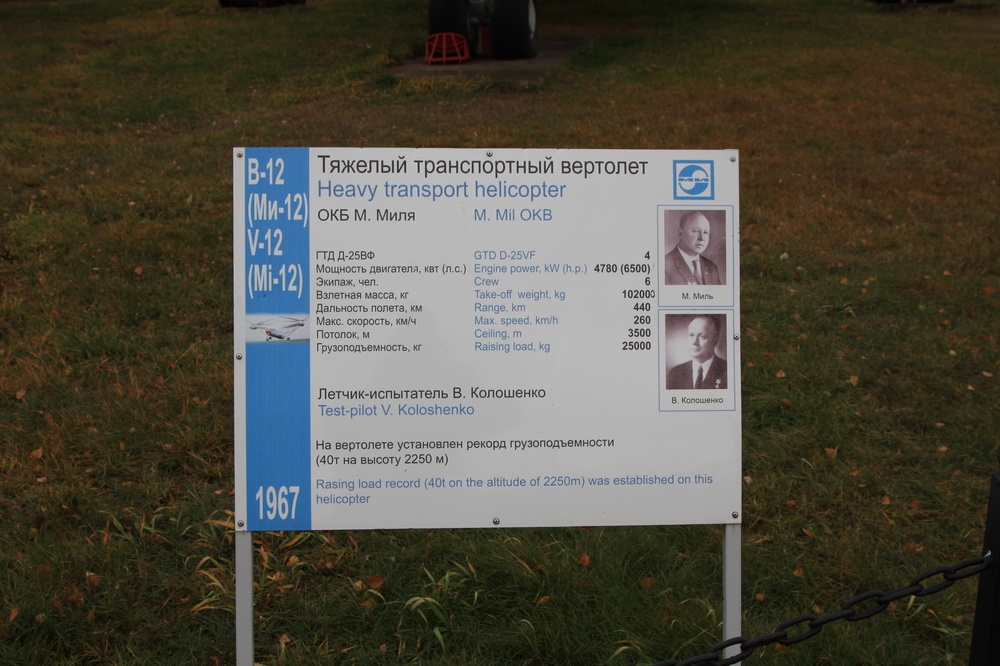 В-12
(Ми-12)
V-12
(Mi-12)
1967
Тяжелый транспортный вертолет
Heavy transport helicopter
ОКБ М. Миля M. Mil OKB
ГТД Д-25ВФ GTD D-25VF 4
Мощность двигателя, квт (л.с.) Engine power, kW (h.p.) 4780 (6500)
Экипаж, чел. Crew 6
Взлетная масса, кг Take-off weight, kg 102000
Дальность полета, км Range, km 440
Макс. скорость, км/ч Max. speed, km/h 260
Потолок, м Ceiling, m 3500
Грузоподъемность, кг Raising load, kg 25000
Летчик-испытатель В. Колошенко
Test-pilot V. Koloshenko
На вертолете установлен рекорд грузоподъемности
(40т на высоту 2250 м)
Rasing load record (40t on the altitude of 2250m) was established on this
helicopter
М. Миль
В. Колошенко